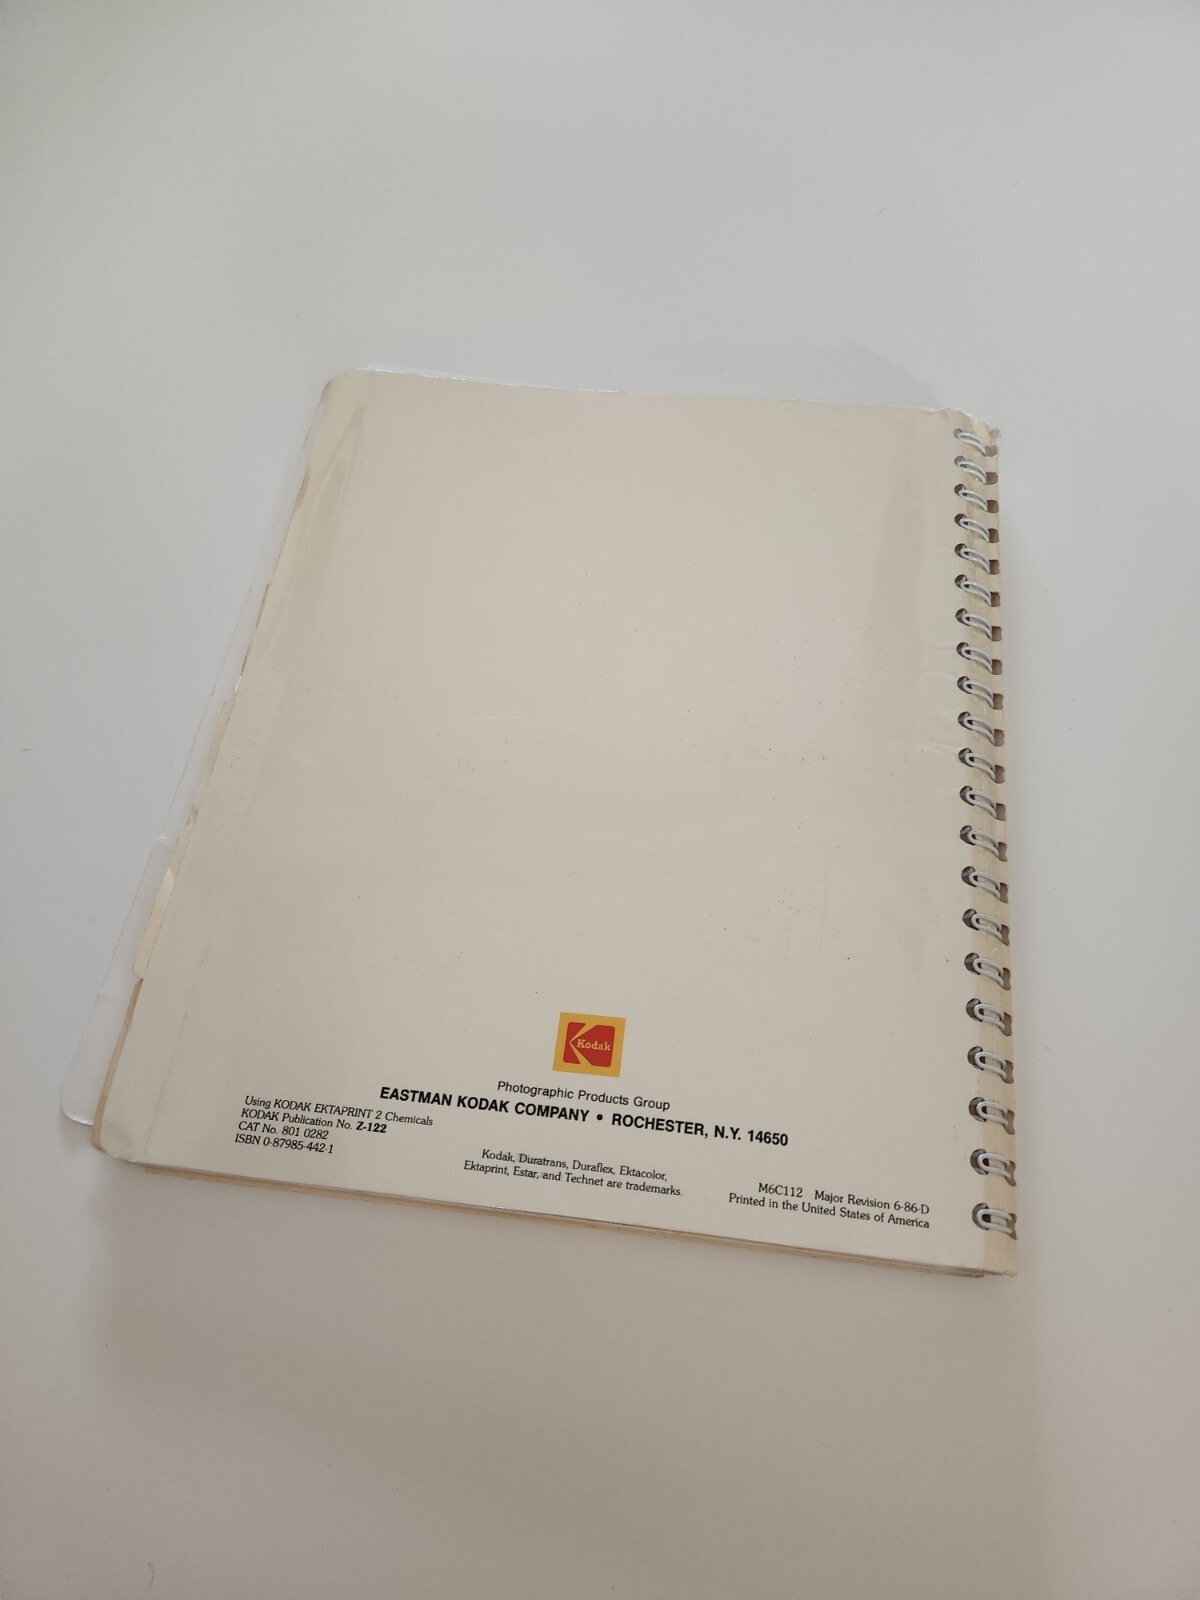 Kodak
Photographic Products Group
EASTMAN KODAK COMPANY • ROCHESTER, N.Y. 14650
Using KODAK EKTAPRINT 2 Chemicals
KODAK Publication No. Z-122
CAT No. 801 0282
ISBN 0-87985-442-1
Kodak, Duratrans, Duraflex, Ektacolor,
Ektaprint, Estar, and Technet are trademarks.
M6C112 Major Revision 6-86-D
Printed in the United States of America